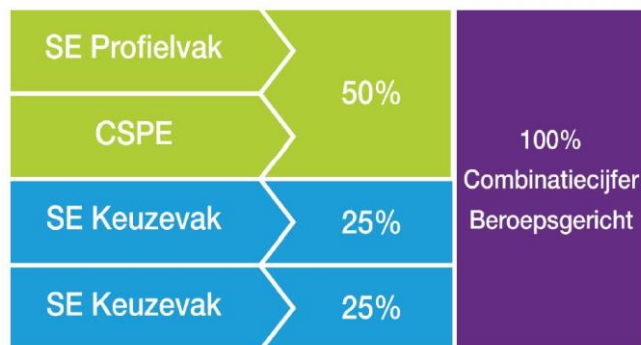 SE Profielvak
50%
CSPE
SE Keuzevak
25%
SE Keuzevak
25%
100%
Combinatiecijfer
Beroepsgericht